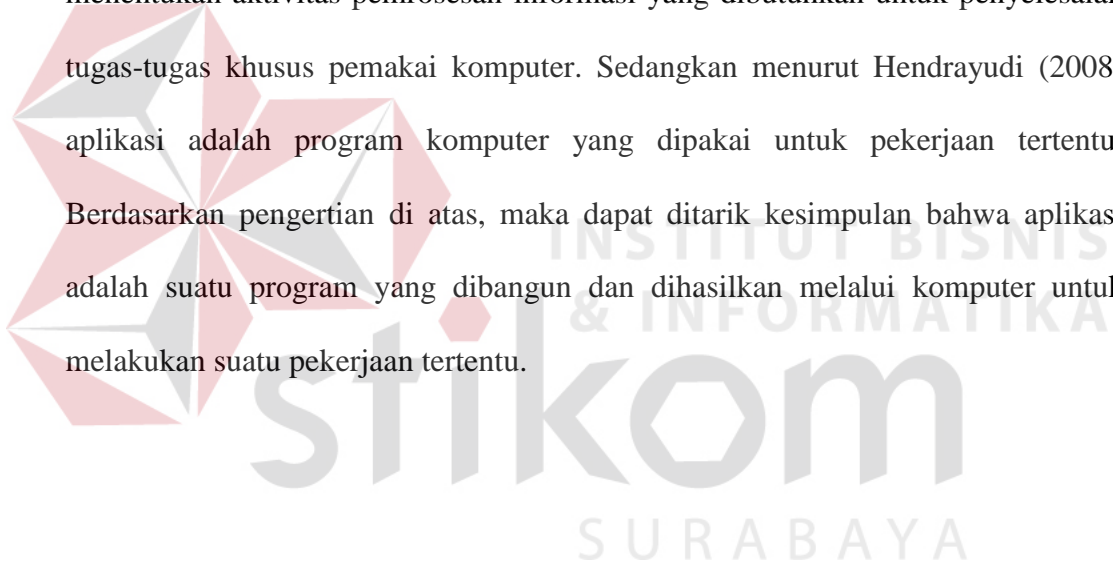 menentukan aktivitas pemrosesan informasi yang dibutuhkan untuk penyelesaian
tugas-tugas khusus pemakai komputer. Sedangkan menurut Hendrayudi (2008
aplikasi adalah program komputer yang dipakai untuk pekerjaan tertentu
Berdasarkan pengertian di atas, maka dapat ditarik kesimpulan bahwa aplikas
adalah suatu program yang dibangun dan dihasilkan melalui komputer untuk
melakukan suatu pekerjaan tertentu.
INSTITUT BISNIS
& INFORMATIKA
stikom
SURABAYA